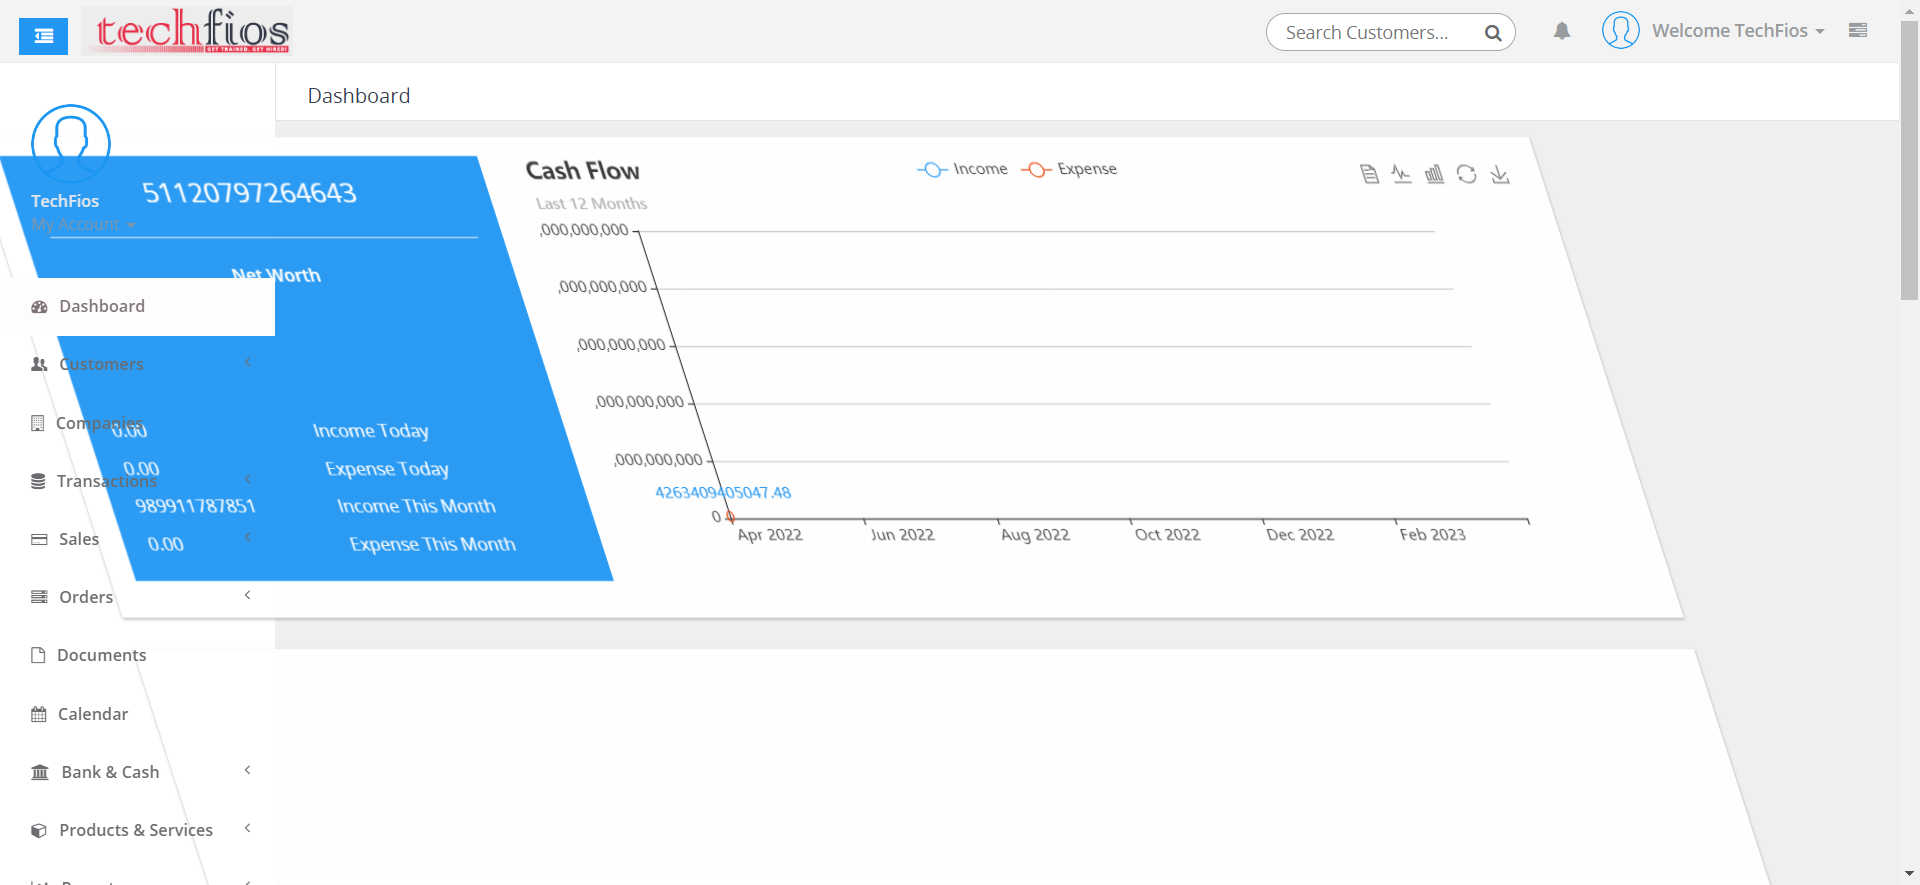 techfios
GET TRAINED. GET HIRED!
Search Customers...
Welcome TechFios
Dashboard
TechFios
My Account
51120797264643
Net Worth
0.00 Income Today
0.00 Expense Today
989911787851 Income This Month
0.00 Expense This Month
Dashboard
Customers
Companies
Transactions
Sales
Orders
Documents
Calendar
Bank & Cash
Products & Services
Cash Flow
Last 12 Months
Income
Expense
,000,000,000
,000,000,000
,000,000,000
,000,000,000
,000,000,000
4263409405047.48
0
0
Apr 2022
Jun 2022
Aug 2022
Oct 2022
Dec 2022
Feb 2023